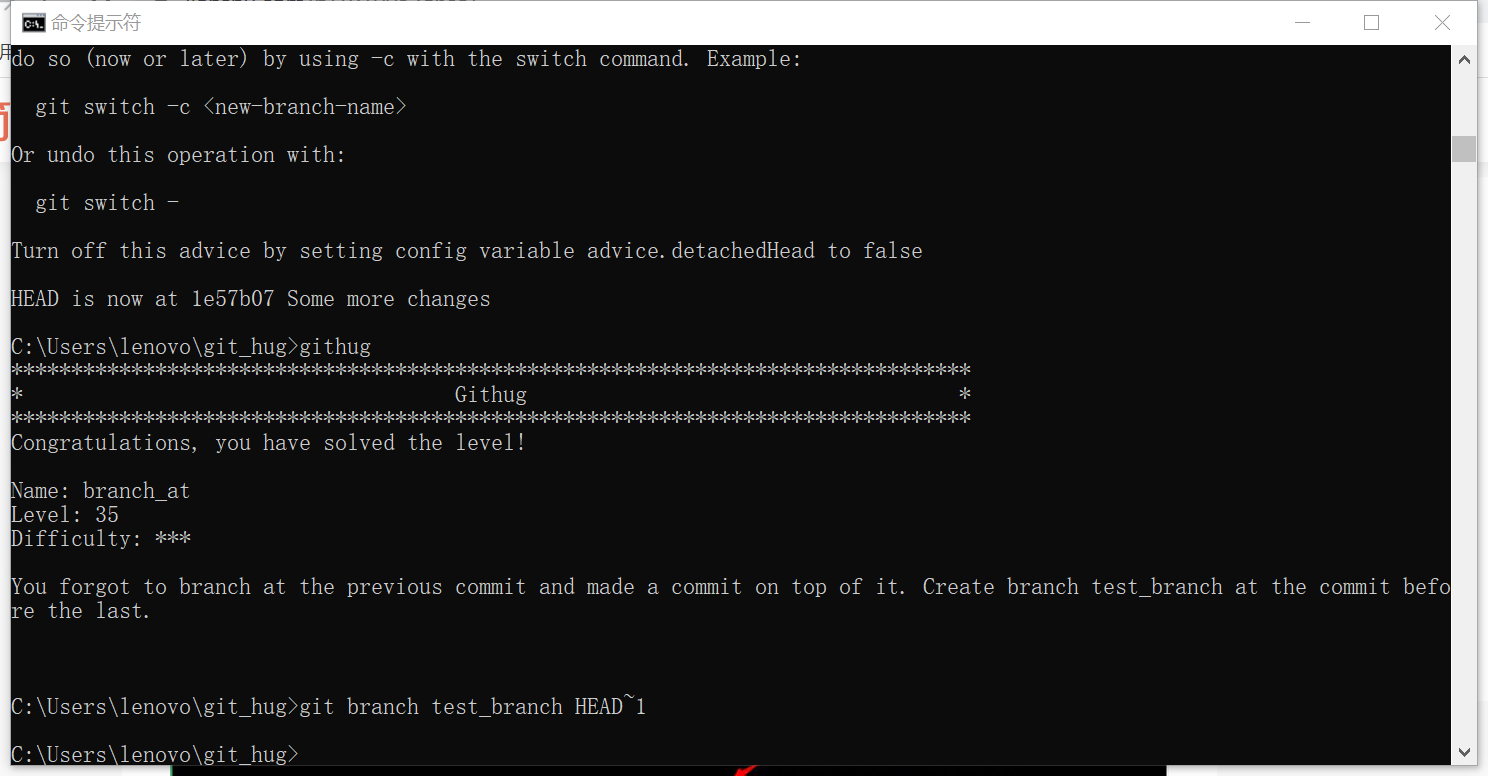 命令提示符
do so (now or later) by using -c with the switch command. Example:
  git switch -c <new-branch-name>
Or undo this operation with:
  git switch -
Turn off this advice by setting config variable advice.detachedHead to false
HEAD is now at 1e57b07 Some more changes
C:\Users\lenovo\git_hug>githug
********************************************************************************
*                                    Githug                                    *
********************************************************************************
Congratulations, you have solved the level!
Name: branch_at
Level: 35
Difficulty: ***
You forgot to branch at the previous commit and made a commit on top of it. Create branch test_branch at the commit befo
re the last.
C:\Users\lenovo\git_hug>git branch test_branch HEAD~1
C:\Users\lenovo\git_hug>